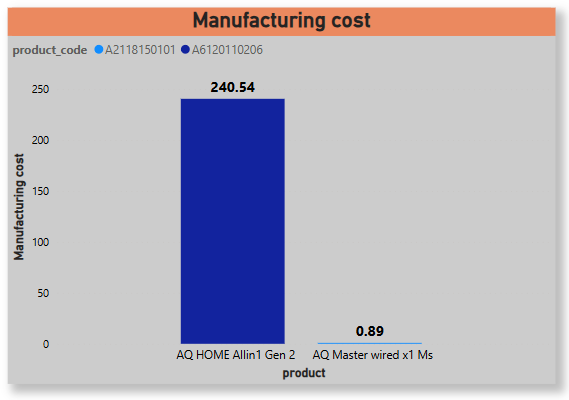 Manufacturing cost
product_code A2118150101 A6120110206
250
240.54
200
150
Manufacturing cost
100
50
0.89
0
AQ HOME Allin1 Gen 2 AQ Master wired x1 Ms
product